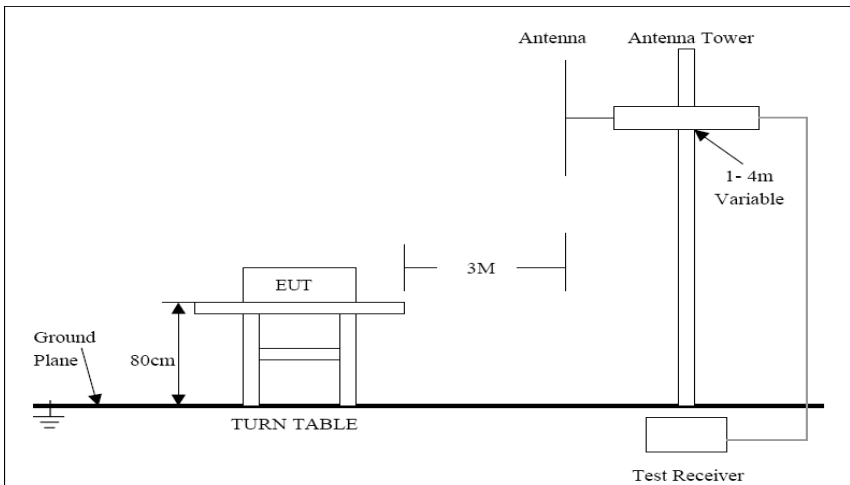 Antenna
Antenna Tower
1- 4m
Variable
3M
EUT
Ground
Plane
80cm
TURN TABLE
Test Receiver